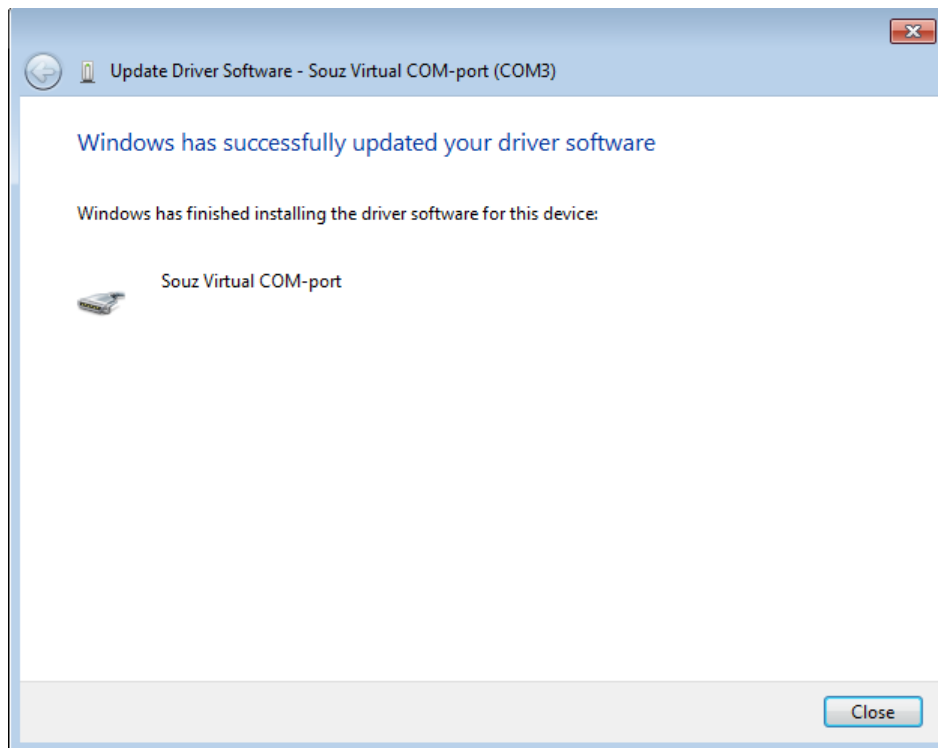 Update Driver Software - Souz Virtual COM-port (COM3)
Windows has successfully updated your driver software
Windows has finished installing the driver software for this device:
Souz Virtual COM-port
Close